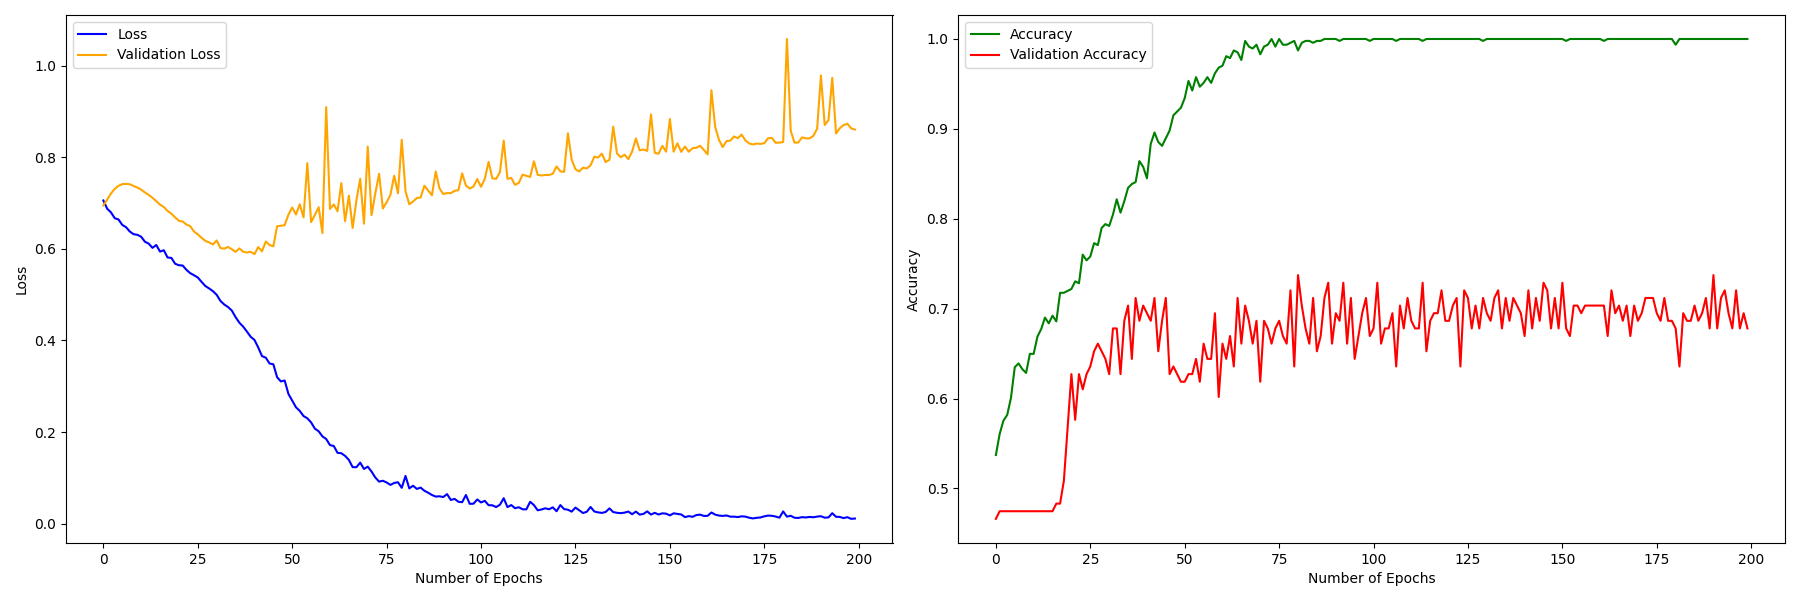 Loss
Validation Loss
1.0
0.8
0.6
0.4
0.2
0.0
Loss
0 25 50 75 100 125 150 175 200
Number of Epochs
Accuracy
Validation Accuracy
1.0
0.9
0.8
0.7
0.6
0.5
Accuracy
0 25 50 75 100 125 150 175 200
Number of Epochs